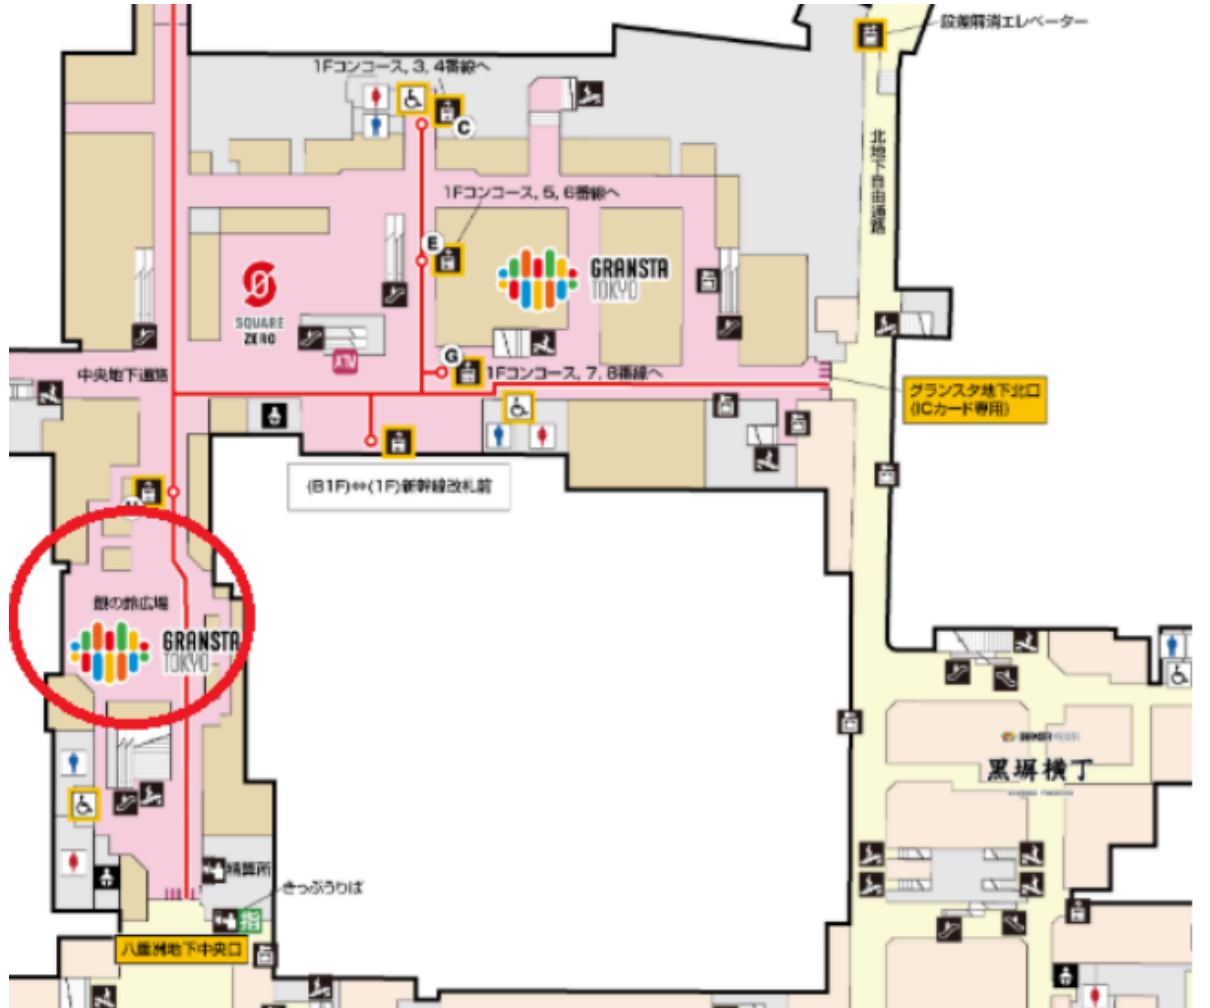 段差解消エレベーター
1Fコンコース, 3, 4番線へ
C
北地下自由通路
1Fコンコース, 5, 6番線へ
E
GRANSTA
TOKYO
SQUARE
ZERO
ATM
G
1Fコンコース, 7, 8番線へ
中央地下通路
グランスタ地下北口
(ICカード専用)
(B1F)⇔(1F)新幹線改札前
銀の鈴広場
GRANSTA
TOKYO
黒塀横丁
精算所
きっぷうりば
指
八重洲地下中央口